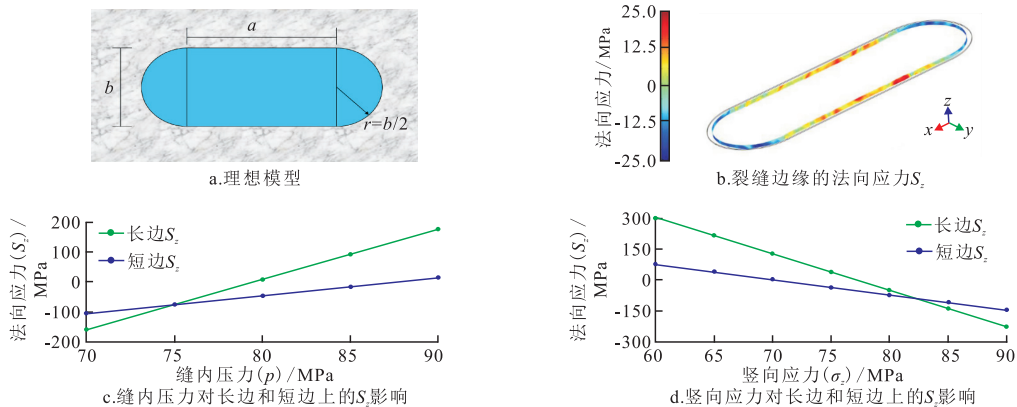 a
b
r=b/2
a.理想模型
法向应力/MPa
25.0
12.5
0
-12.5
-25.0
z
x
y
b.裂缝边缘的法向应力Sz
法向应力(Sz)/
MPa
200
100
0
-100
-200
长边Sz
短边Sz
70
75
80
85
90
缝内压力(p)/MPa
c.缝内压力对长边和短边上的Sz影响
法向应力(Sz)/
MPa
300
150
0
-150
-300
长边Sz
短边Sz
60
65
70
75
80
85
90
竖向应力(σz)/MPa
d.竖向应力对长边和短边上的Sz影响